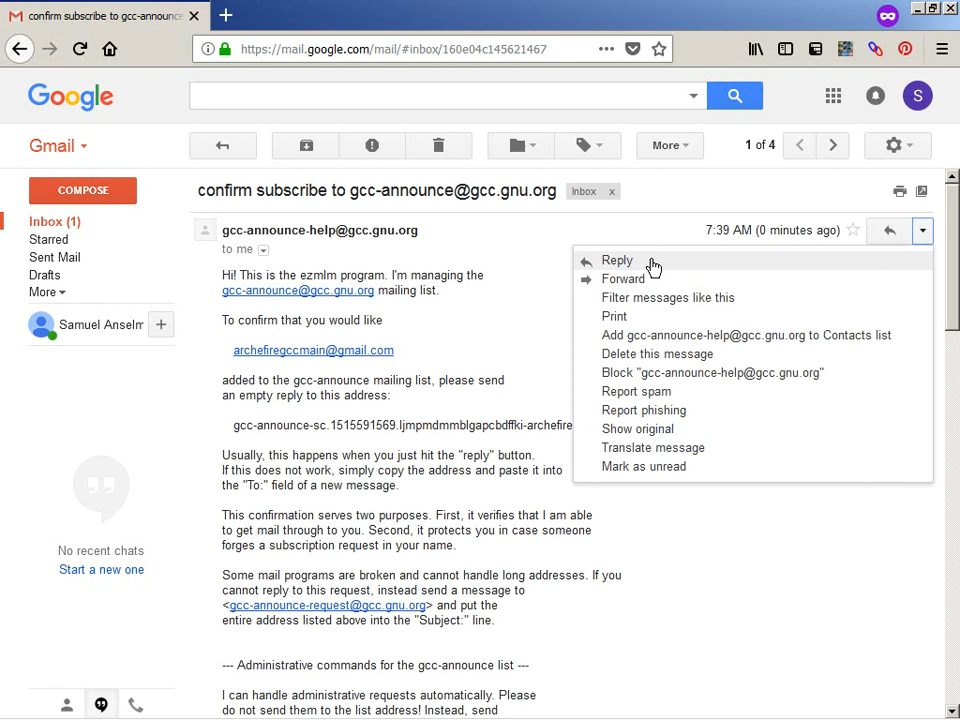 confirm subscribe to gcc-announce
https://mail.google.com/mail/#inbox/160e04c145621467
Google
S
Gmail
More
1 of 4
COMPOSE
Inbox (1)
Starred
Sent Mail
Drafts
More
Samuel Anselm
No recent chats
Start a new one
confirm subscribe to gcc-announce@gcc.gnu.org
Inbox x
gcc-announce-help@gcc.gnu.org
7:39 AM (0 minutes ago)
to me
Hi! This is the ezmlm program. I'm managing the
gcc-announce@gcc.gnu.org mailing list.
To confirm that you would like
archefiregccmain@gmail.com
added to the gcc-announce mailing list, please send
an empty reply to this address:
gcc-announce-sc.1515591569.ljmpmdmmblgapcbdffki-archefire
Usually, this happens when you just hit the "reply" button.
If this does not work, simply copy the address and paste it into
the "To:" field of a new message.
This confirmation serves two purposes. First, it verifies that I am able
to get mail through to you. Second, it protects you in case someone
forges a subscription request in your name.
Some mail programs are broken and cannot handle long addresses. If you
cannot reply to this request, instead send a message to
<gcc-announce-request@gcc.gnu.org> and put the
entire address listed above into the "Subject:" line.
--- Administrative commands for the gcc-announce list ---
I can handle administrative requests automatically. Please
do not send them to the list address! Instead, send
Reply
Forward
Filter messages like this
Print
Add gcc-announce-help@gcc.gnu.org to Contacts list
Delete this message
Block "gcc-announce-help@gcc.gnu.org"
Report spam
Report phishing
Show original
Translate message
Mark as unread